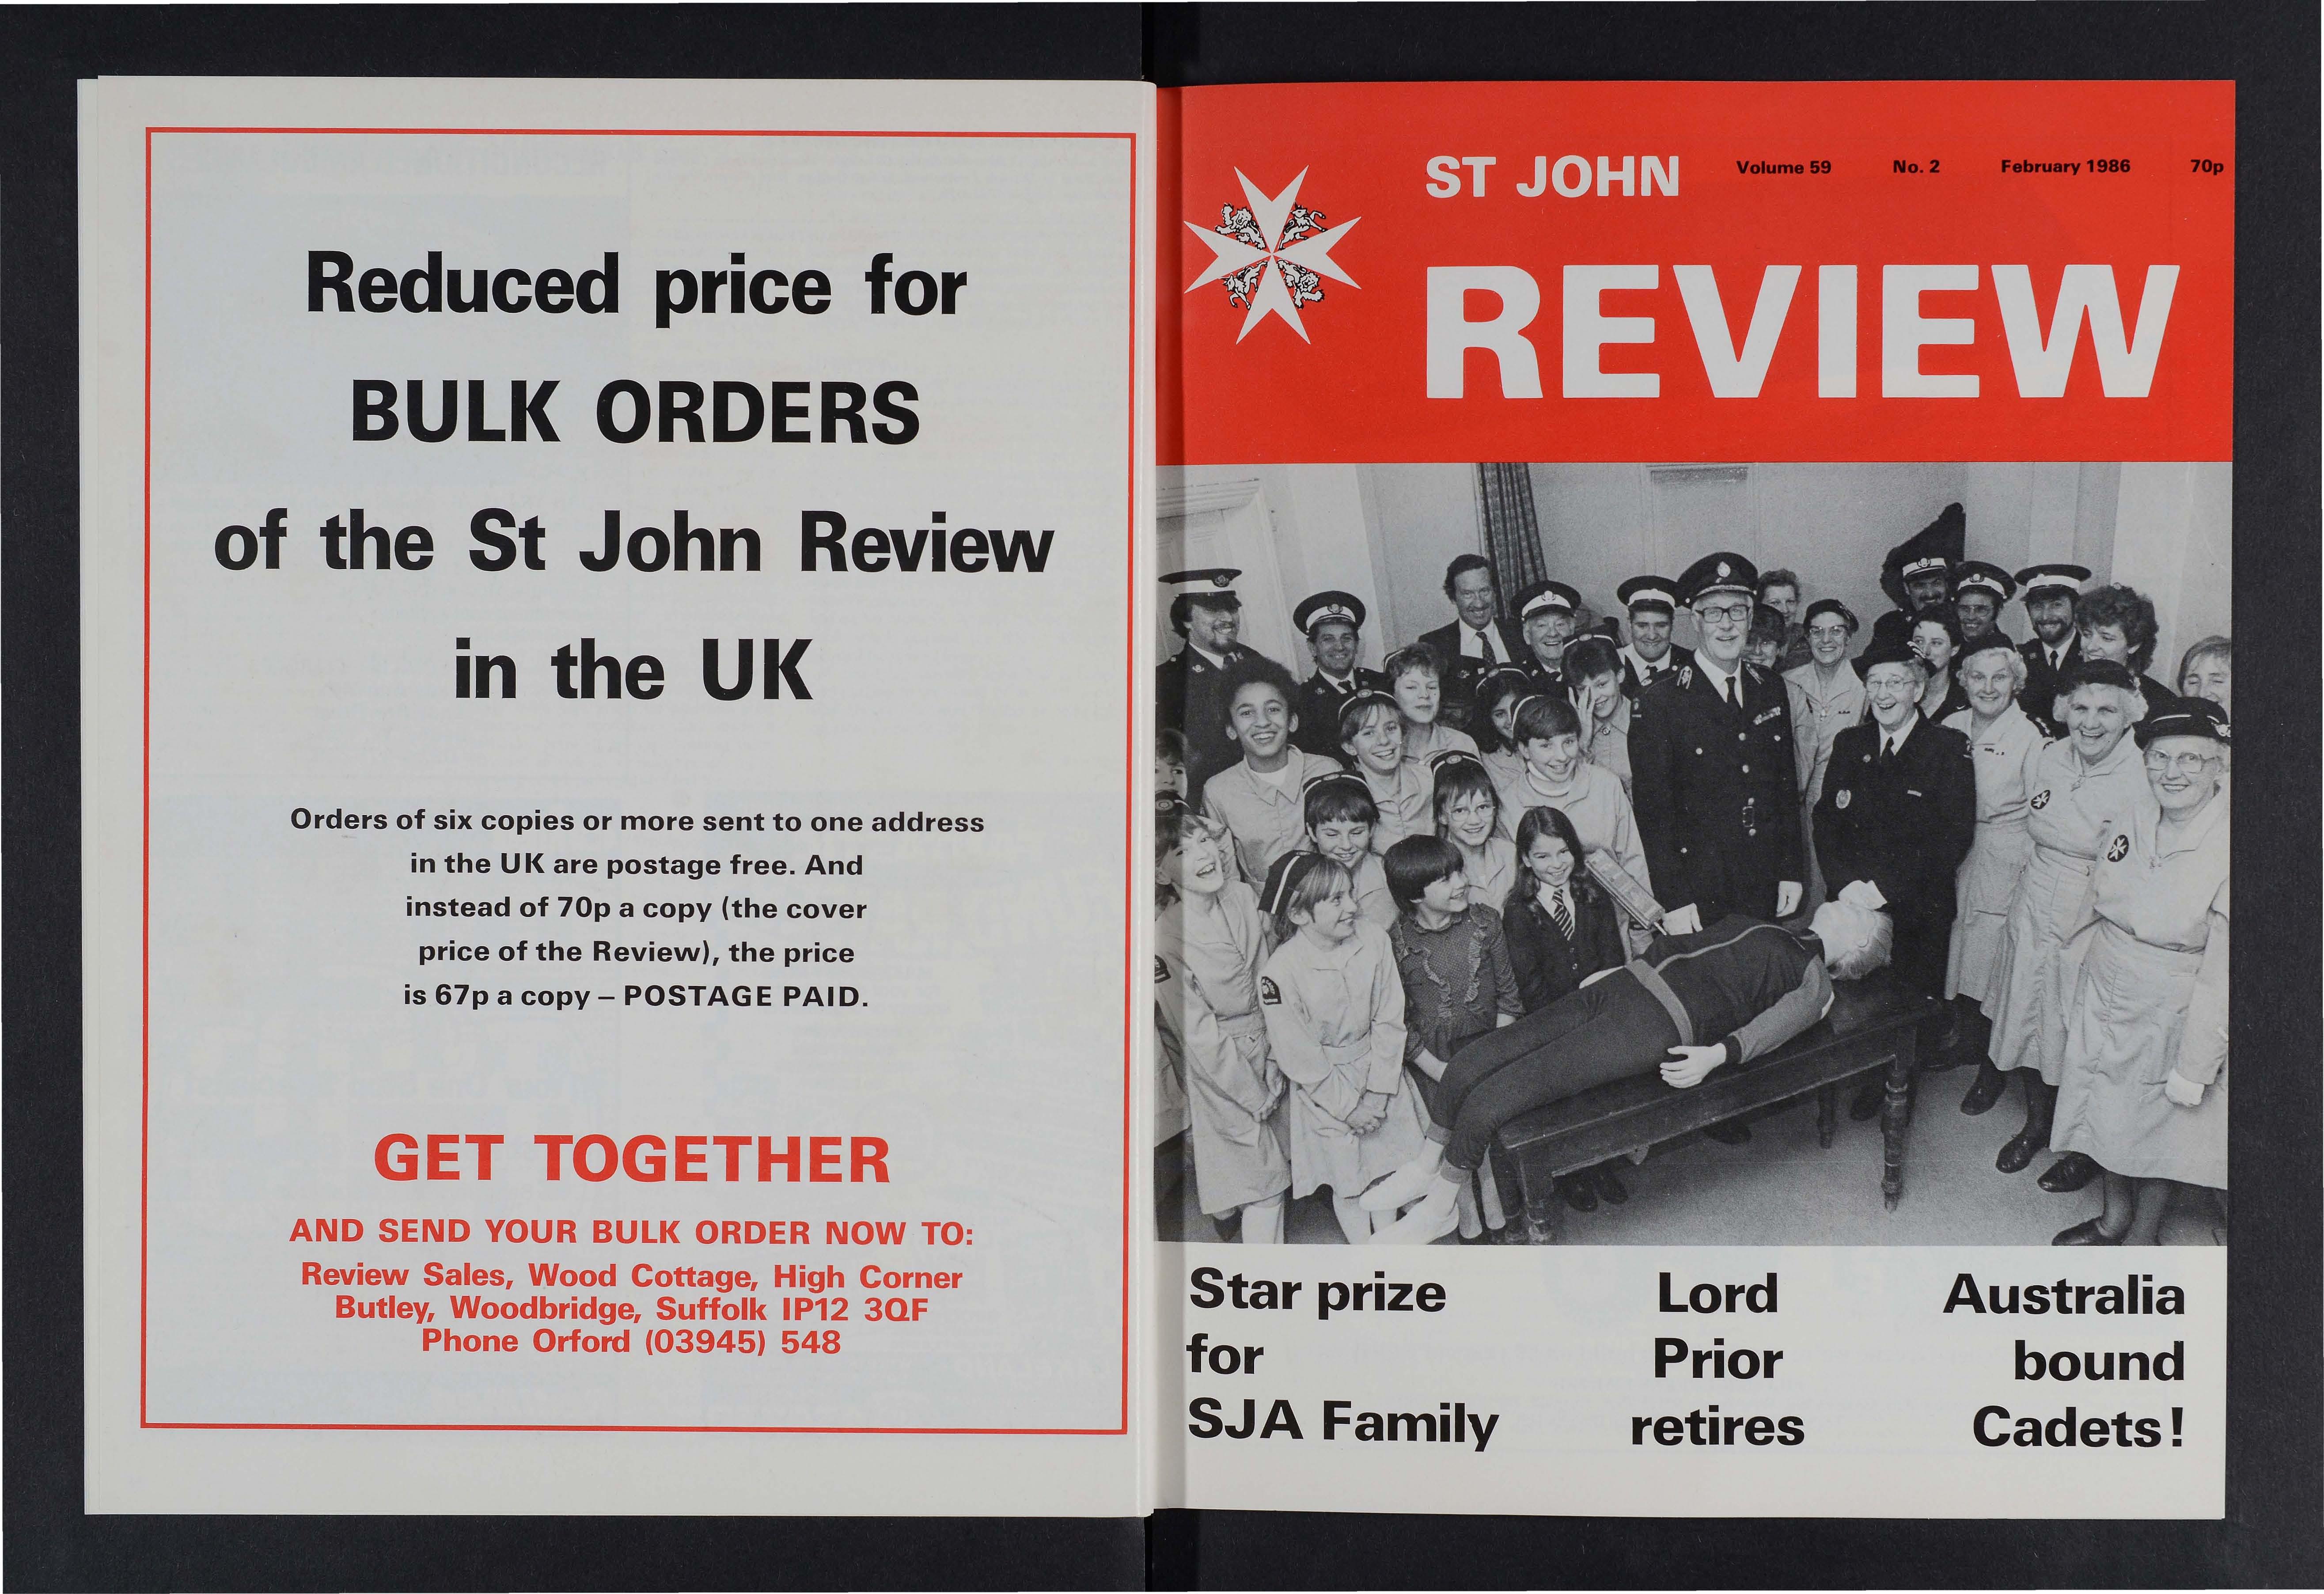 Reduced price for
BULK ORDERS
of the St John Review
in the UK
Orders of six copies or more sent to one address
in the UK are postage free. And
instead of 70p a copy (the cover
price of the Review), the price
is 67p a copy – POSTAGE PAID.
GET TOGETHER
AND SEND YOUR BULK ORDER NOW TO:
Review Sales, Wood Cottage, High Corner
Butley, Woodbridge, Suffolk IP12 3QF
Phone Orford (03945) 548
ST JOHN
Volume 59 No. 2 February 1986 70p
REVIEW
Star prize
for
SJA Family
Lord
Prior
retires
Australia
bound
Cadets!